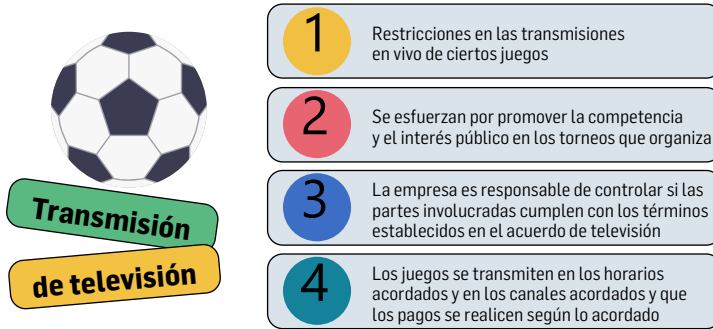 Transmisión
de televisión
1
Restricciones en las transmisiones
en vivo de ciertos juegos
2
Se esfuerzan por promover la competencia
y el interés público en los torneos que organiza
3
La empresa es responsable de controlar si las
partes involucradas cumplen con los términos
establecidos en el acuerdo de televisión
4
Los juegos se transmiten en los horarios
acordados y en los canales acordados y que
los pagos se realicen según lo acordado